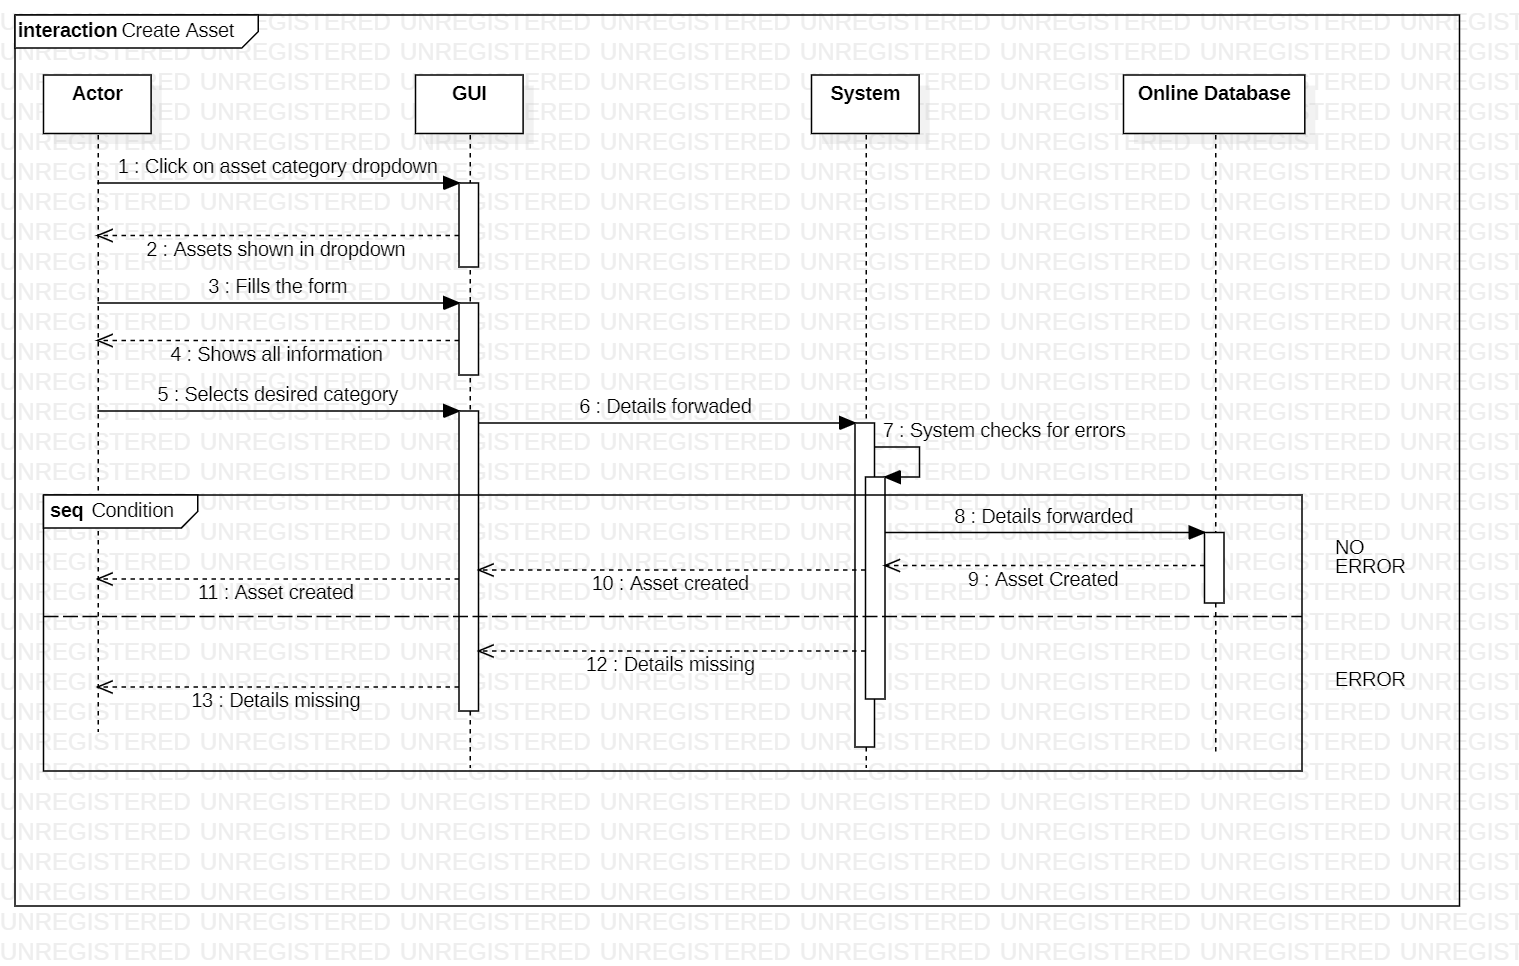 interaction Create Asset
Actor
GUI
System
Online Database
1 : Click on asset category dropdown
2 : Assets shown in dropdown
3 : Fills the form
4 : Shows all information
5 : Selects desired category
6 : Details forwaded
7 : System checks for errors
seq Condition
8 : Details forwarded
NO
ERROR
9 : Asset Created
10 : Asset created
11 : Asset created
12 : Details missing
ERROR
13 : Details missing
UNREGISTERED